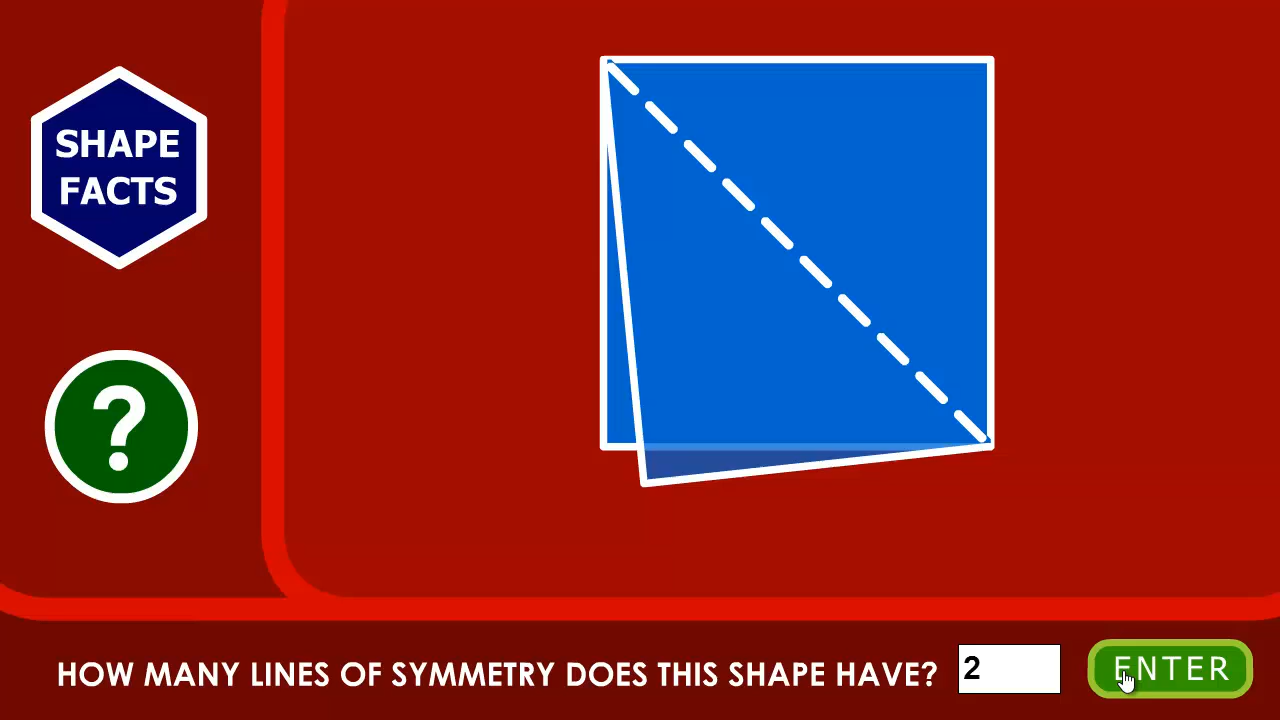 SHAPE
FACTS
?
HOW MANY LINES OF SYMMETRY DOES THIS SHAPE HAVE? 2 ENTER